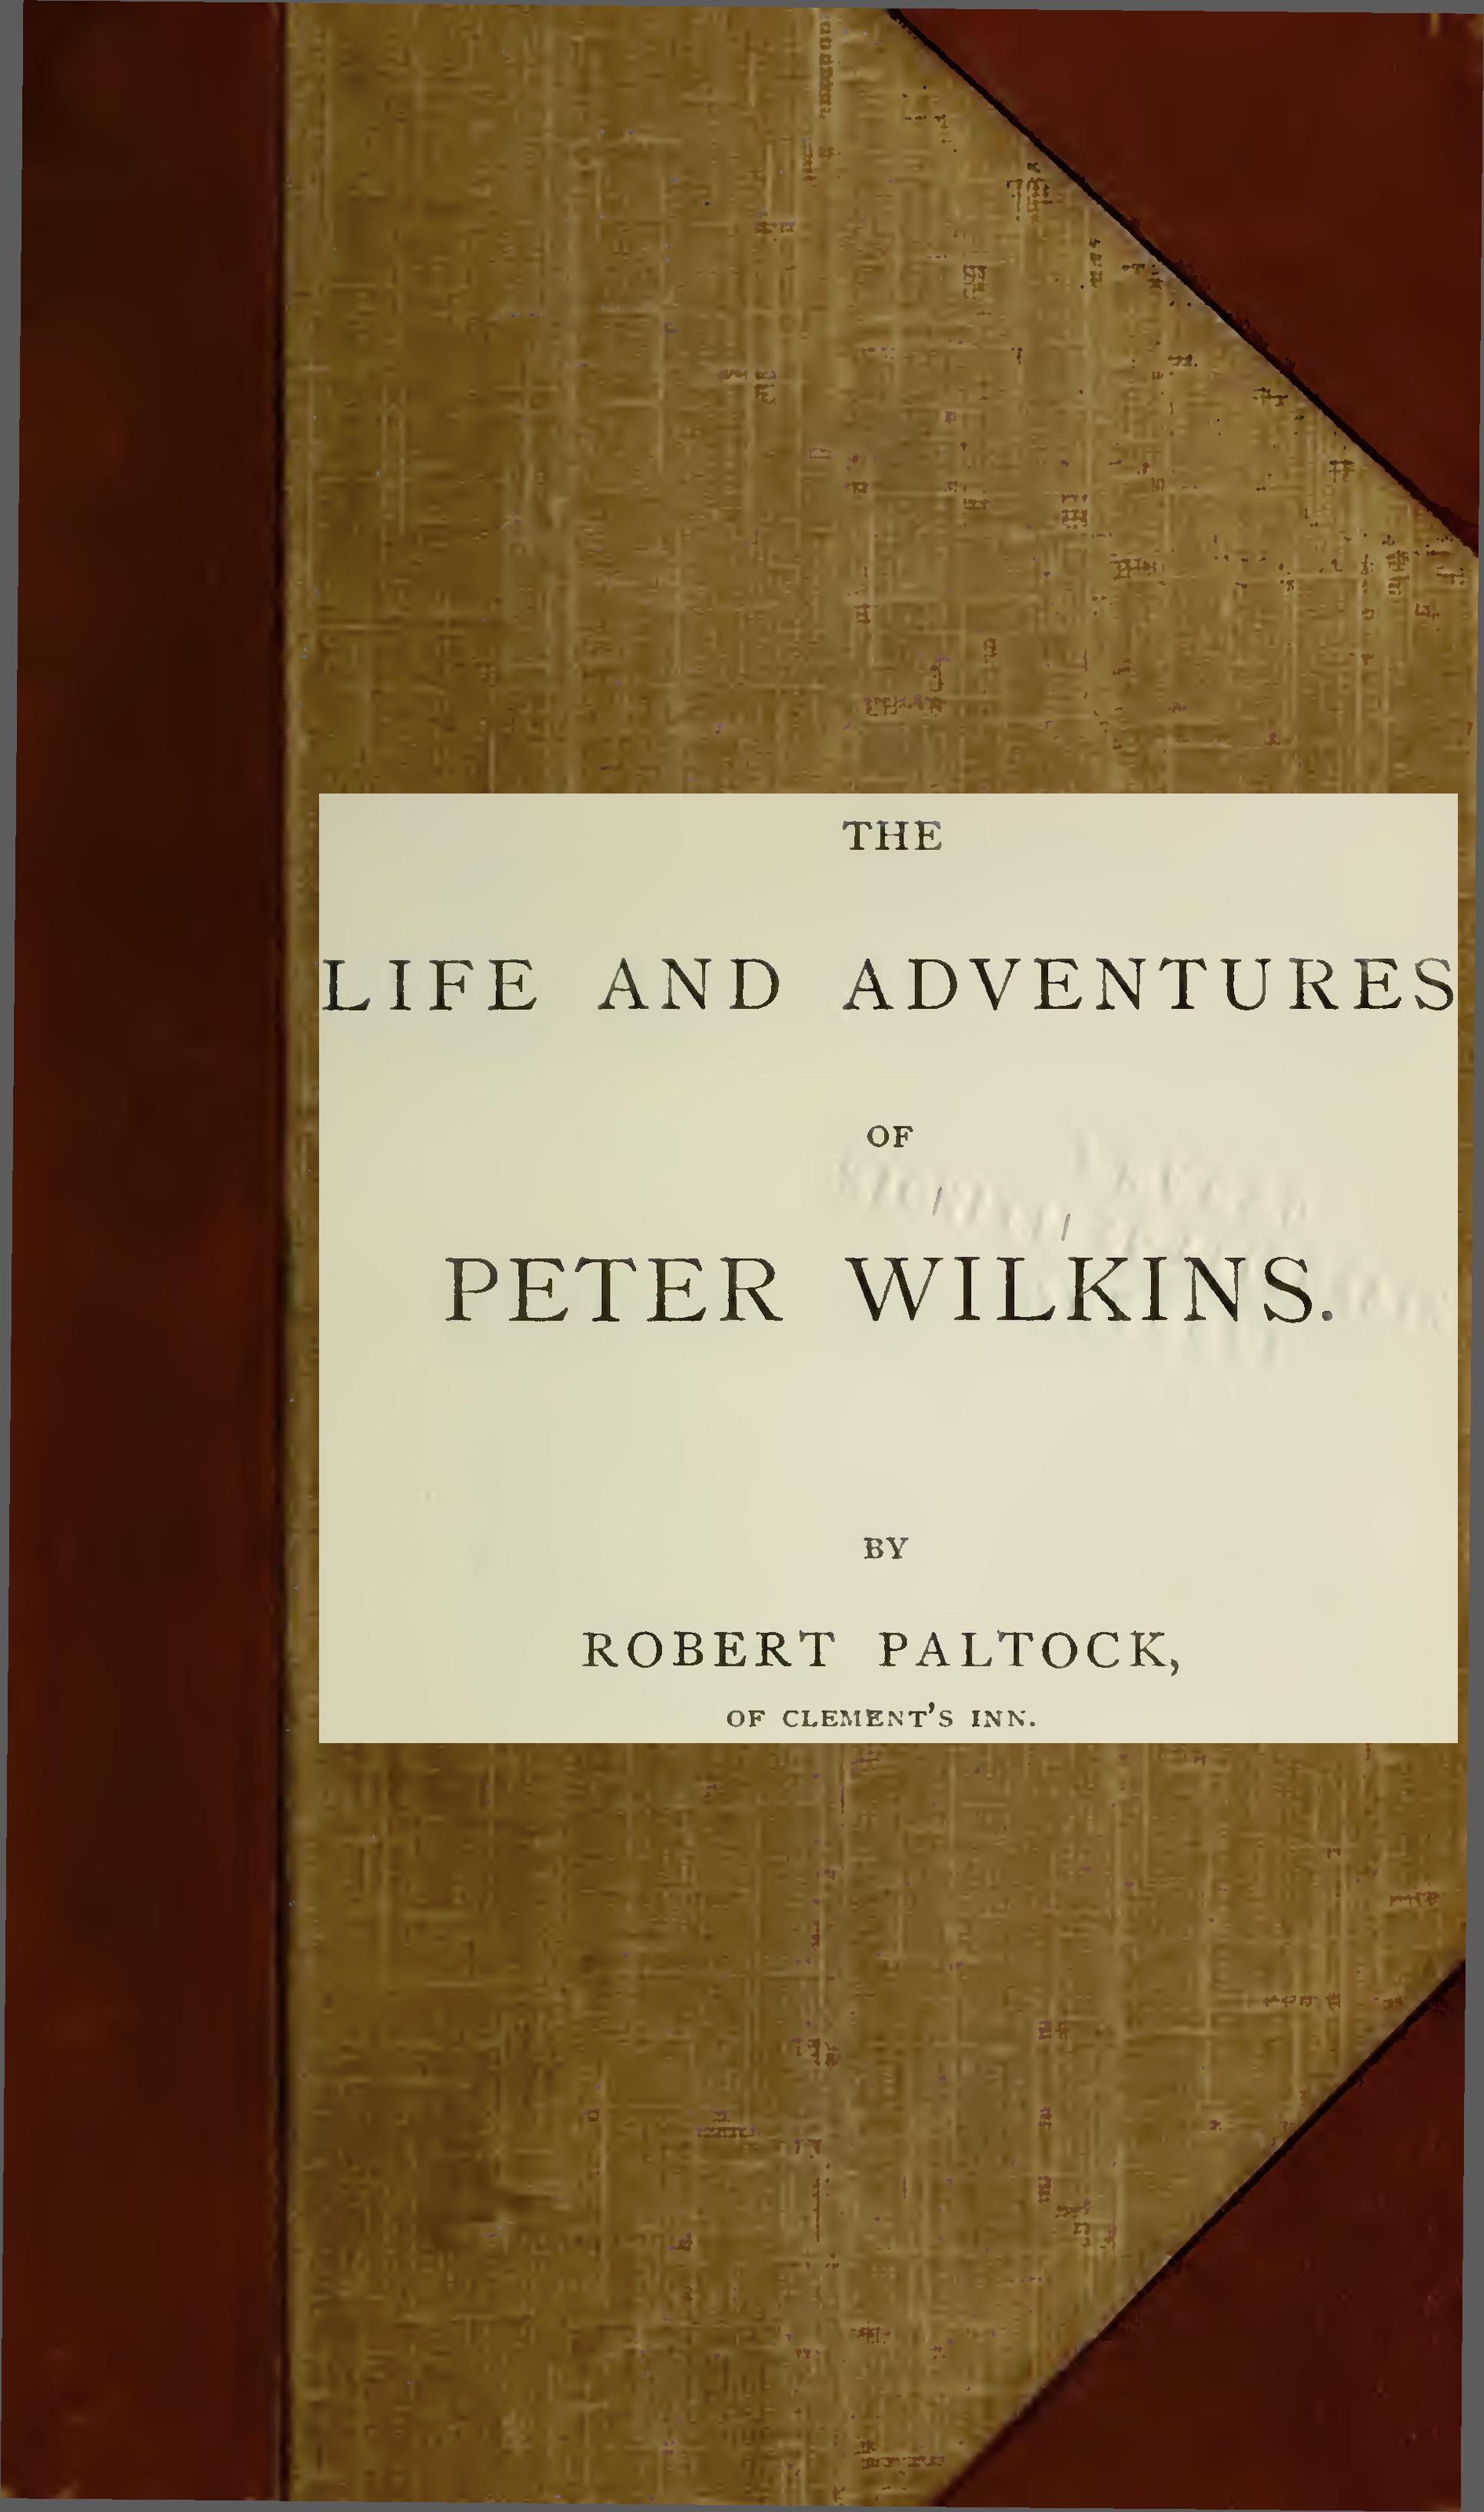 THE
LIFE AND ADVENTURES
OF
PETER WILKINS.
BY
ROBERT PALTOCK,
OF CLEMENT'S INN.